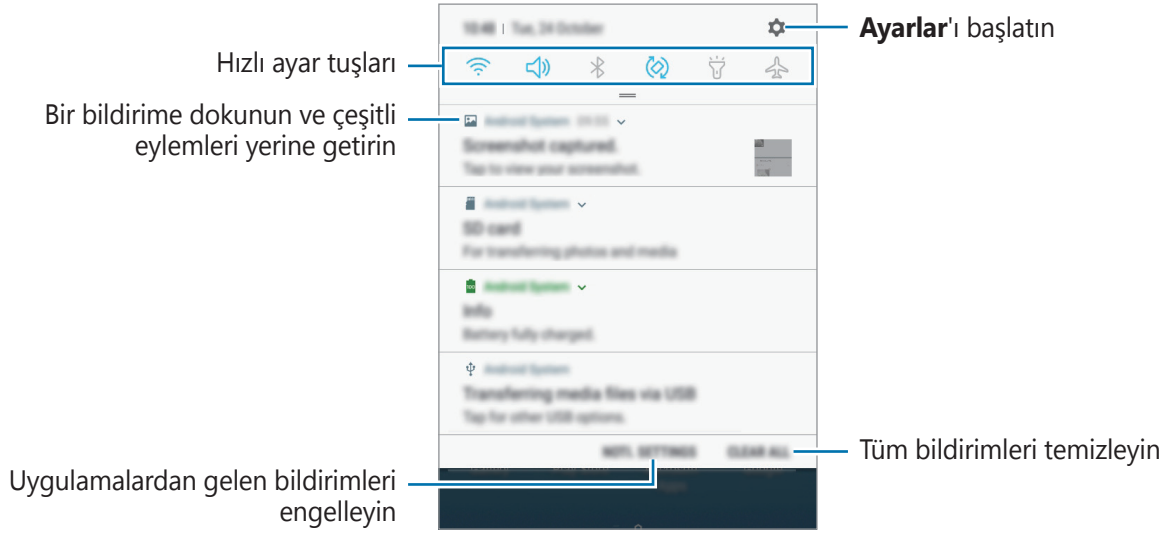 10:48 | Tue, 24 October
Ayarlar'ı başlatın
Hızlı ayar tuşları
Bir bildirime dokunun ve çeşitli
eylemleri yerine getirin
Android System
Screenshot captured.
Tap to view your screenshot.
Android System
SD card
For transferring photos and media
Android System
Info
Battery fully charged.
Android System
Transferring media files via USB
Tap for other USB options.
NOTI. SETTINGS CLEAR ALL
Tüm bildirimleri temizleyin
Uygulamalardan gelen bildirimleri
engelleyin